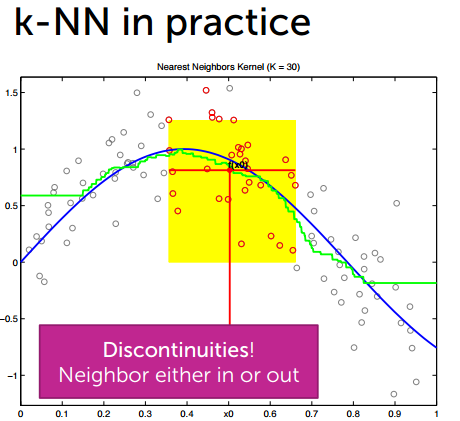 k-NN in practice
Nearest Neighbors Kernel (K = 30)
1.5
1
0.5
0
−0.5
−1
f(x0)
Discontinuities!
Neighbor either in or out
0 0.1 0.2 0.3 0.4 x0 0.6 0.7 0.8 0.9 1